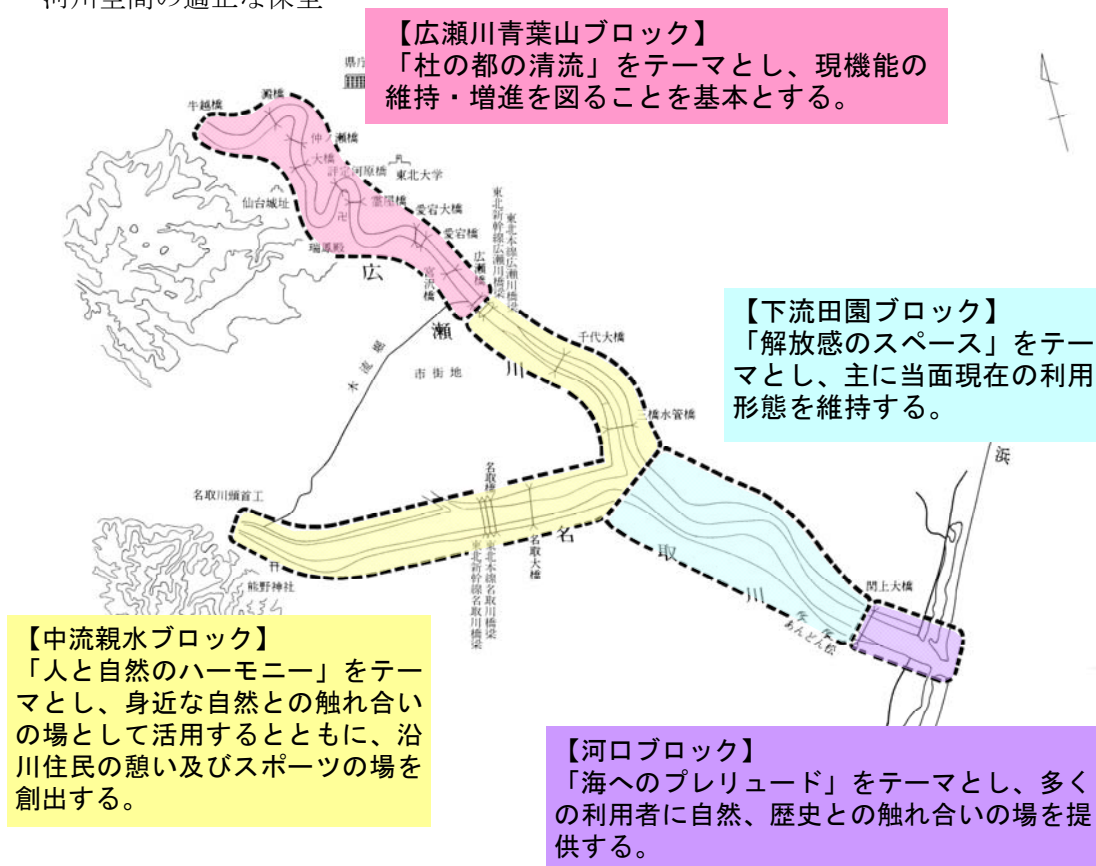 河川空間の適正な保全
【広瀬川青葉山ブロック】
「杜の都の清流」をテーマとし、現機能の
維持・増進を図ることを基本とする。
県庁
牛越橋
澱橋
仲ノ瀬橋
大橋
評定河原橋
東北大学
仙台城址
霊屋橋
愛宕大橋
愛宕橋
瑞鳳殿
宮沢橋
広瀬橋
東北新幹線広瀬川橋梁
東北本線広瀬川橋梁
広
瀬
川
千代大橋
木流堀
市街地
三橋水管橋
【下流田園ブロック】
「解放感のスペース」をテー
マとし、主に当面現在の利用
形態を維持する。
浜
名取川頭首工
名取橋
名取大橋
東北新幹線名取川橋梁
東北本線名取川橋梁
熊野神社
名
取
川
閖上大橋
あんどん松
【中流親水ブロック】
「人と自然のハーモニー」をテー
マとし、身近な自然との触れ合い
の場として活用するとともに、沿
川住民の憩い及びスポーツの場を
創出する。
【河口ブロック】
「海へのプレリュード」をテーマとし、多く
の利用者に自然、歴史との触れ合いの場を提
供する。